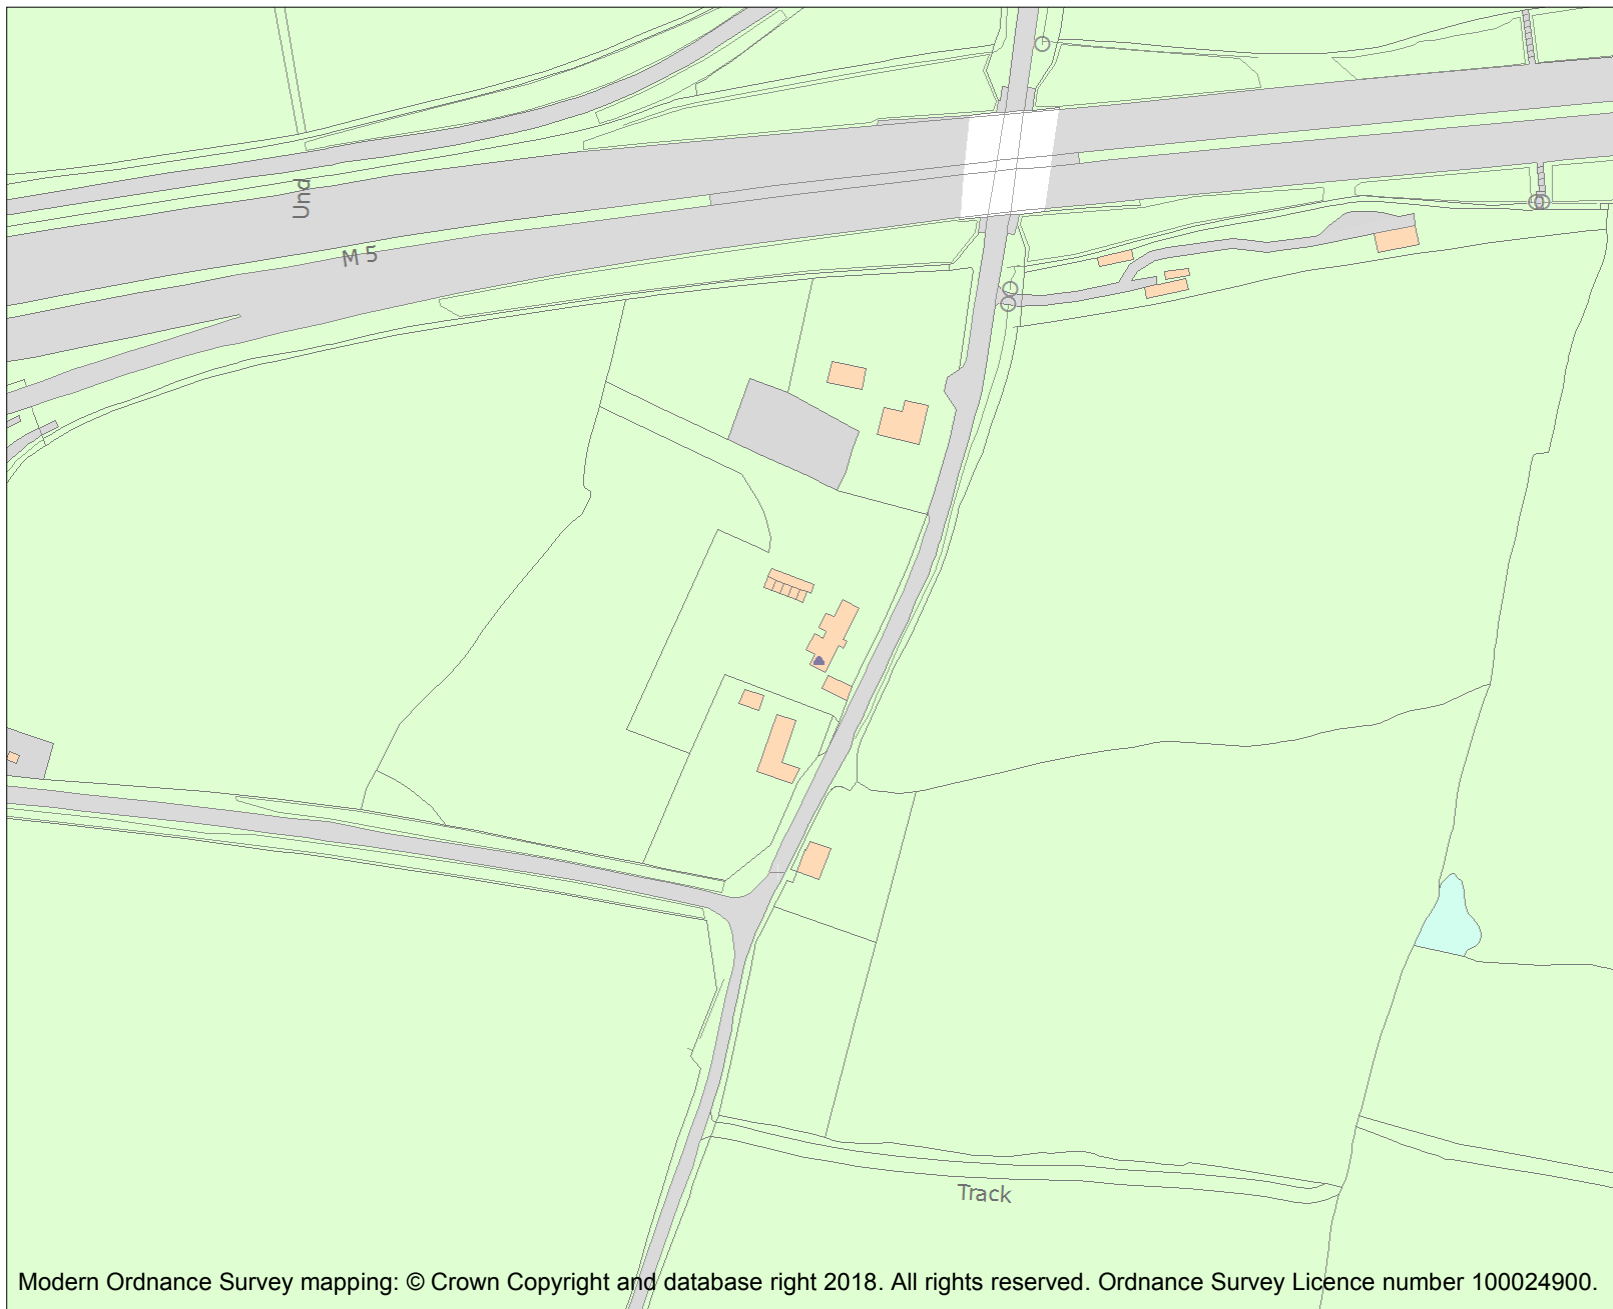 Und
M 5
Track
Modern Ordnance Survey mapping: © Crown Copyright and database right 2018. All rights reserved. Ordnance Survey Licence number 100024900.